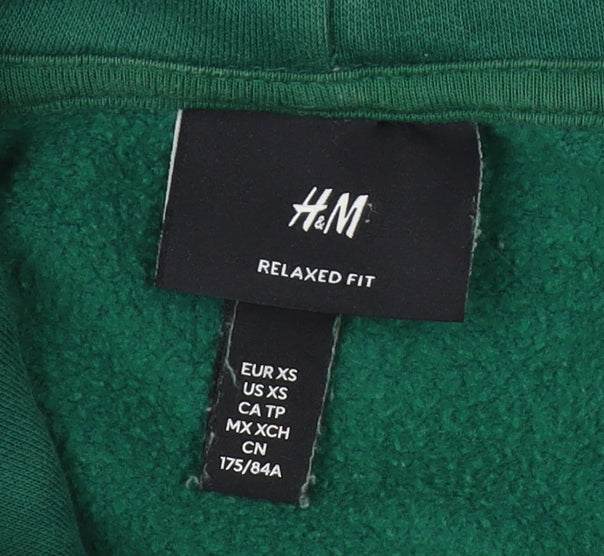 H&M
RELAXED FIT
EUR XS
US XS
CA TP
MX XCH
CN
175/84A